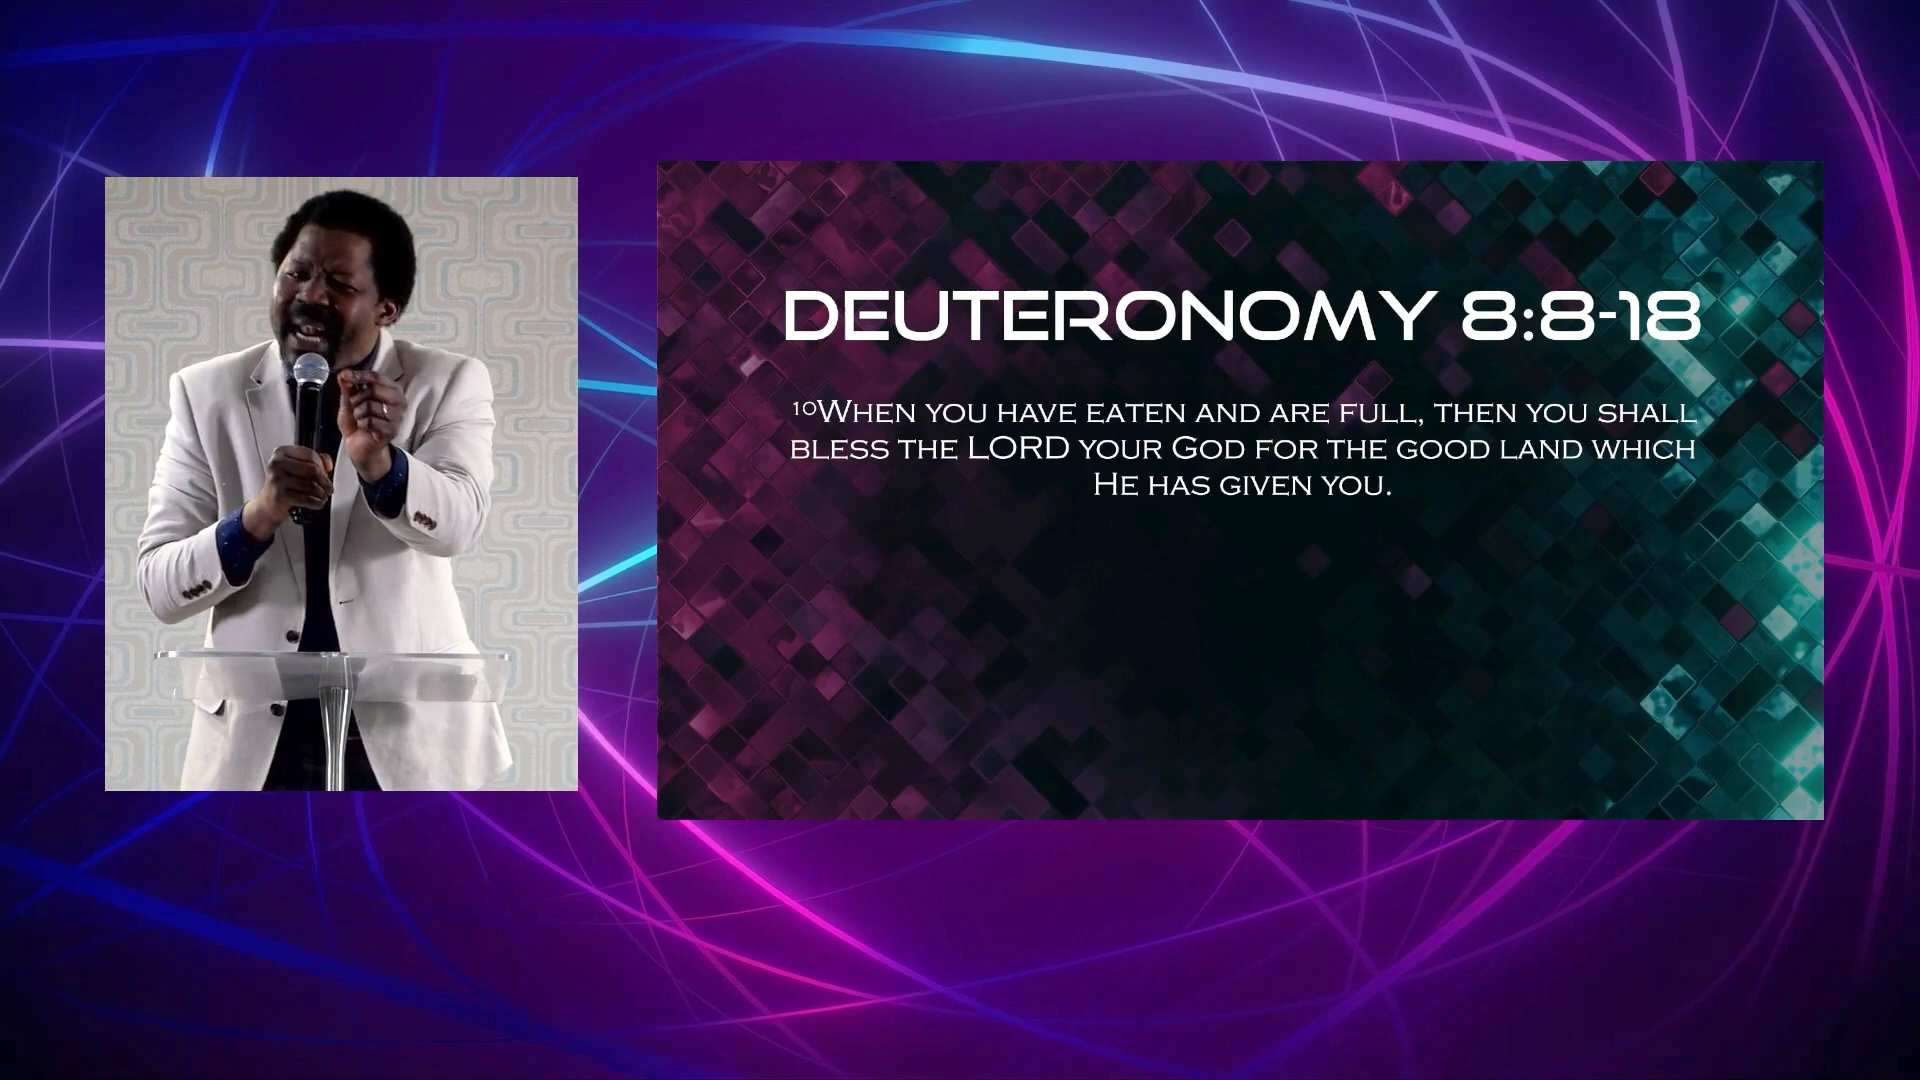 DEUTERONOMY 8:8-18
¹⁰When you have eaten and are full, then you shall
bless the LORD your God for the good land which
He has given you.